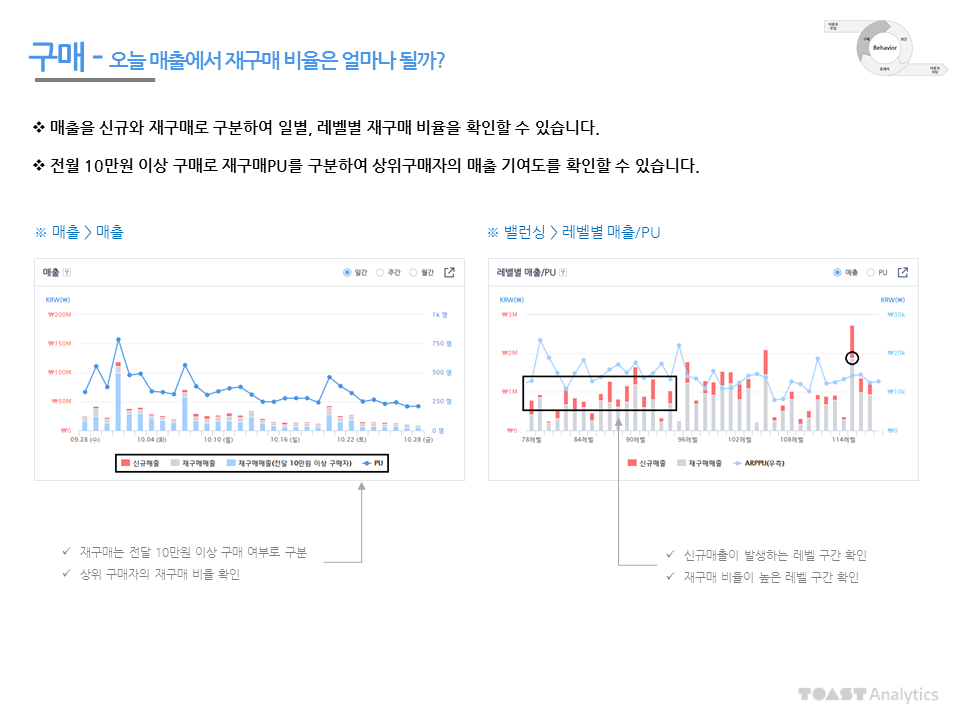 구매 - 오늘 매출에서 재구매 비율은 얼마나 될까?
Behavior
❖ 매출을 신규와 재구매로 구분하여 일별, 레벨별 재구매 비율을 확인할 수 있습니다.
❖ 전월 10만원 이상 구매로 재구매PU를 구분하여 상위구매자의 매출 기여도를 확인할 수 있습니다.
※ 매출 > 매출
매출 ?
일간 주간 월간
KRW(₩)
₩200M 1k 명
₩150M 750 명
₩100M 500 명
₩50M 250 명
₩0 0 명
09.28 (수) 10.04 (화) 10.10 (월) 10.16 (일) 10.22 (토) 10.28 (금)
신규매출 재구매매출 재구매매출(전달 10만원 이상 구매자) PU
✓ 재구매는 전달 10만원 이상 구매 여부로 구분
✓ 상위 구매자의 재구매 비율 확인
※ 밸런싱 > 레벨별 매출/PU
레벨별 매출/PU ?
매출 PU
KRW(₩) KRW(₩)
₩3M ₩30k
₩2M ₩20k
₩1M ₩10k
₩0 ₩0
78레벨 84레벨 90레벨 96레벨 102레벨 108레벨 114레벨
신규매출 재구매매출 ARPPU(우측)
✓ 신규매출이 발생하는 레벨 구간 확인
✓ 재구매 비율이 높은 레벨 구간 확인
TOAST Analytics